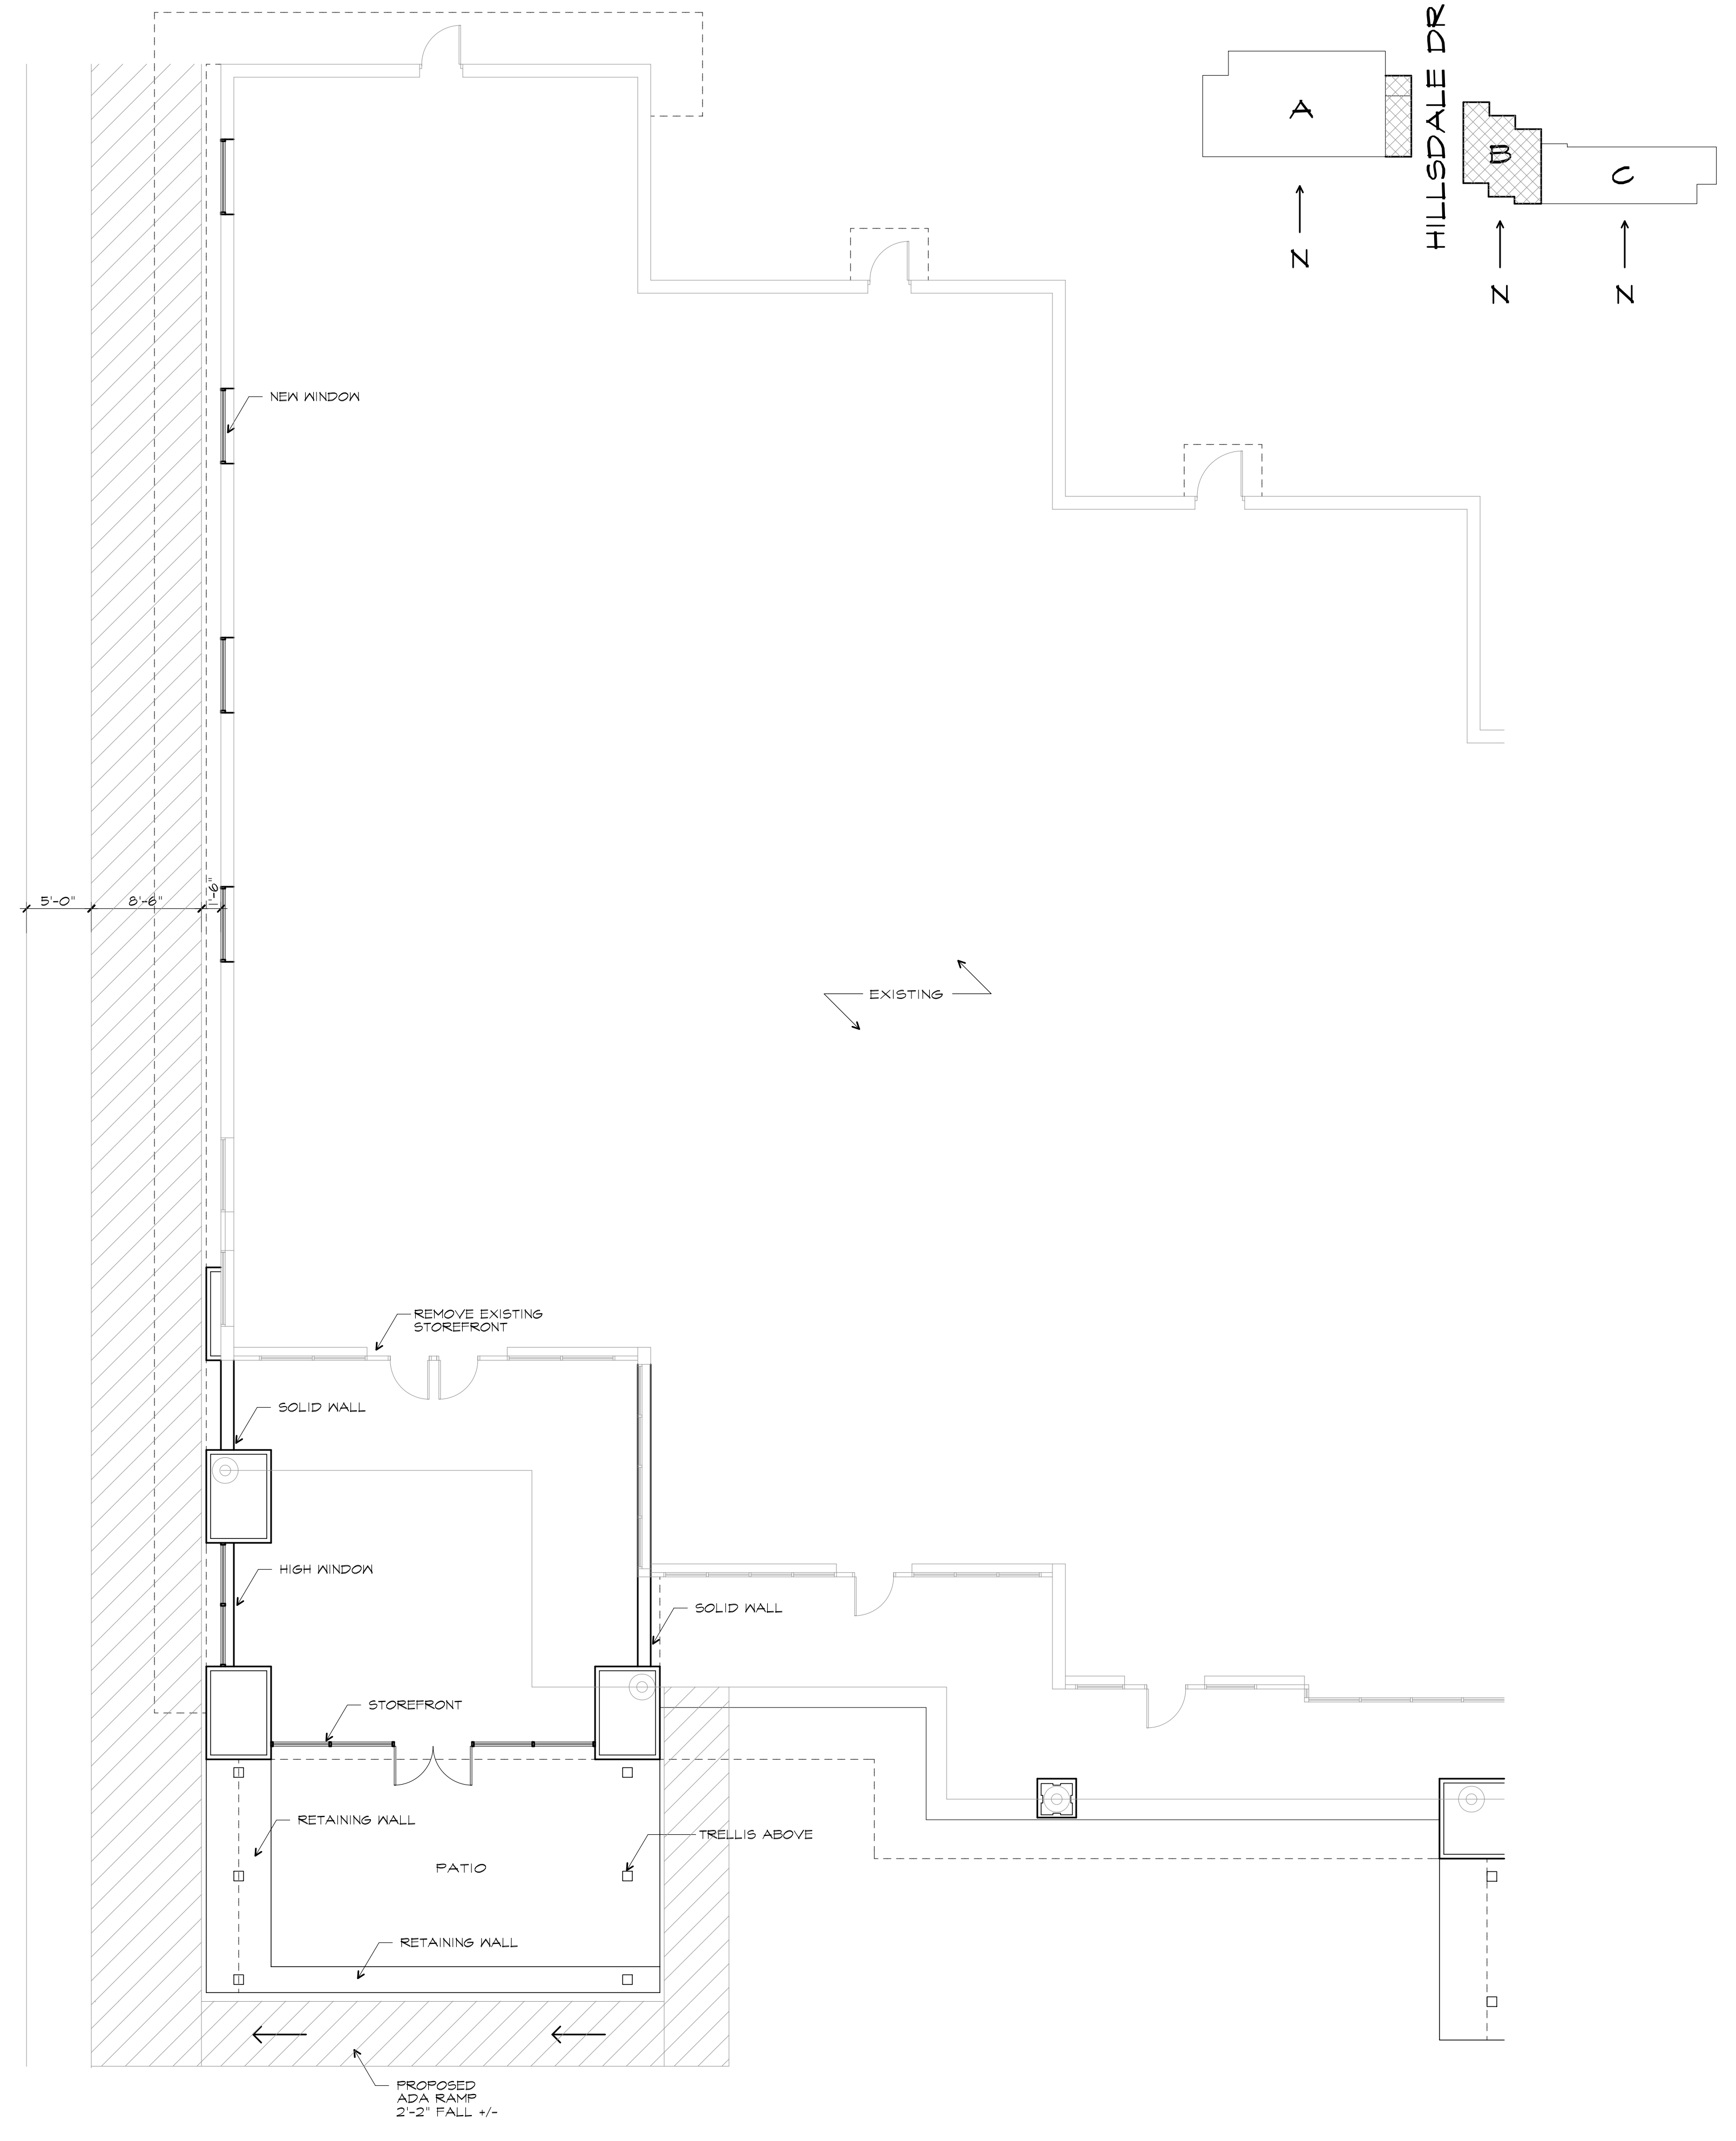 HILLSDALE DR
A
B
C
N
N
N
NEW WINDOW
5'-0"
8'-6"
1'-6"
EXISTING
REMOVE EXISTING
STOREFRONT
SOLID WALL
HIGH WINDOW
SOLID WALL
STOREFRONT
RETAINING WALL
TRELLIS ABOVE
PATIO
RETAINING WALL
PROPOSED
ADA RAMP
2'-2" FALL +/-